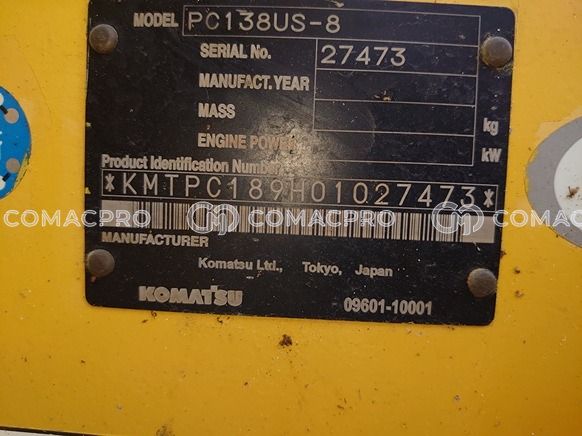 MODEL PC138US-8
SERIAL No. 27473
MANUFACT. YEAR
MASS kg
ENGINE POWER kW
Product Identification Number
*KMTPC189H01027473*
COMACPRO COMACPRO COMACPRO
MANUFACTURER
Komatsu Ltd., Tokyo, Japan
KOMATSU 09601-10001